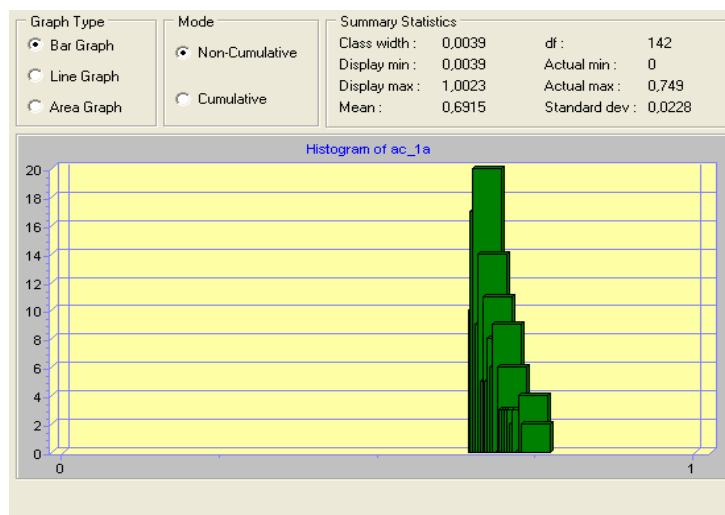 Graph Type
Bar Graph
Line Graph
Area Graph
Mode
Non-Cumulative
Cumulative
Summary Statistics
Class width : 0,0039 df : 142
Display min : 0,0039 Actual min : 0
Display max : 1,0023 Actual max : 0,749
Mean : 0,6915 Standard dev : 0,0228
Histogram of ac_1a
20
18
16
14
12
10
8
6
4
2
0
0 1